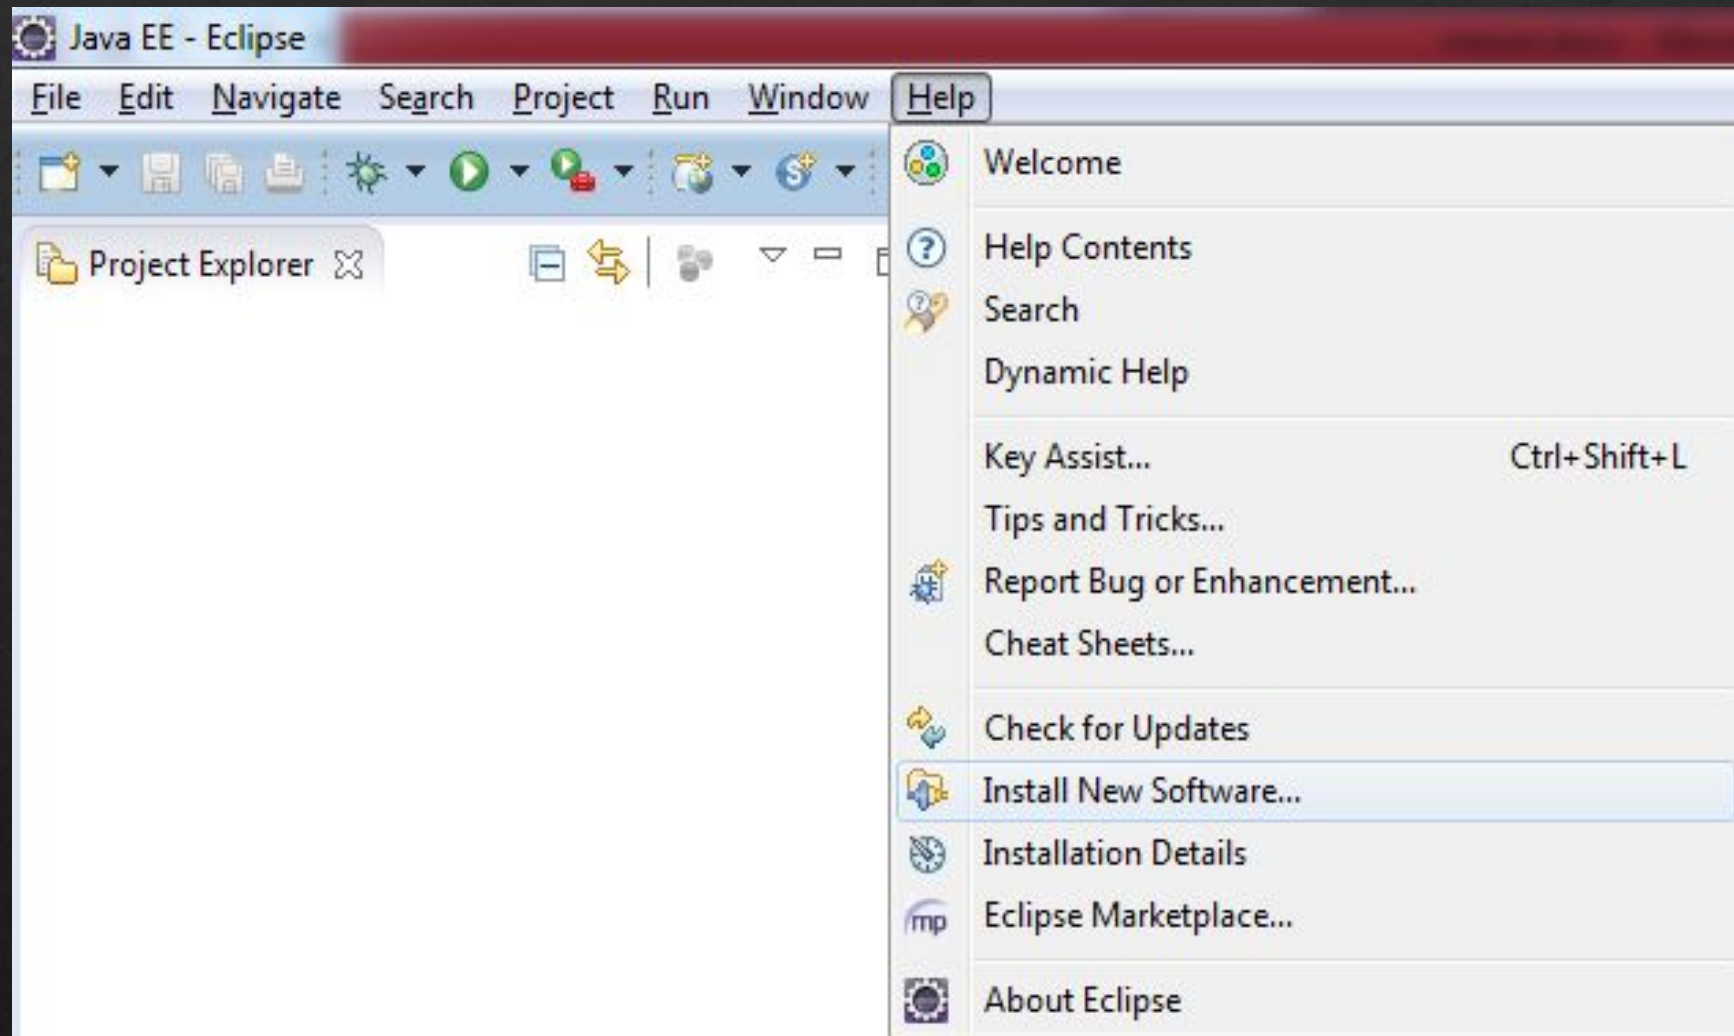 Java EE - Eclipse
File Edit Navigate Search Project Run Window Help
Project Explorer
Welcome
Help Contents
Search
Dynamic Help
Key Assist... Ctrl+Shift+L
Tips and Tricks...
Report Bug or Enhancement...
Cheat Sheets...
Check for Updates
Install New Software...
Installation Details
mp Eclipse Marketplace...
About Eclipse